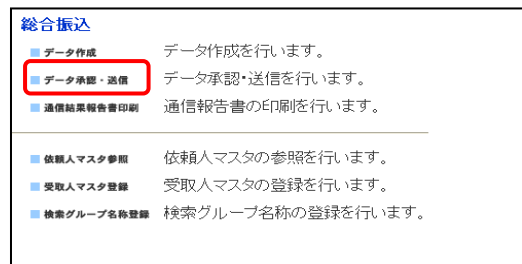 総合振込
データ作成 データ作成を行います。
データ承認・送信 データ承認・送信を行います。
通信結果報告書印刷 通信報告書の印刷を行います。
依頼人マスタ参照 依頼人マスタの参照を行います。
受取人マスタ登録 受取人マスタの登録を行います。
検索グループ名称登録 検索グループ名称の登録を行います。